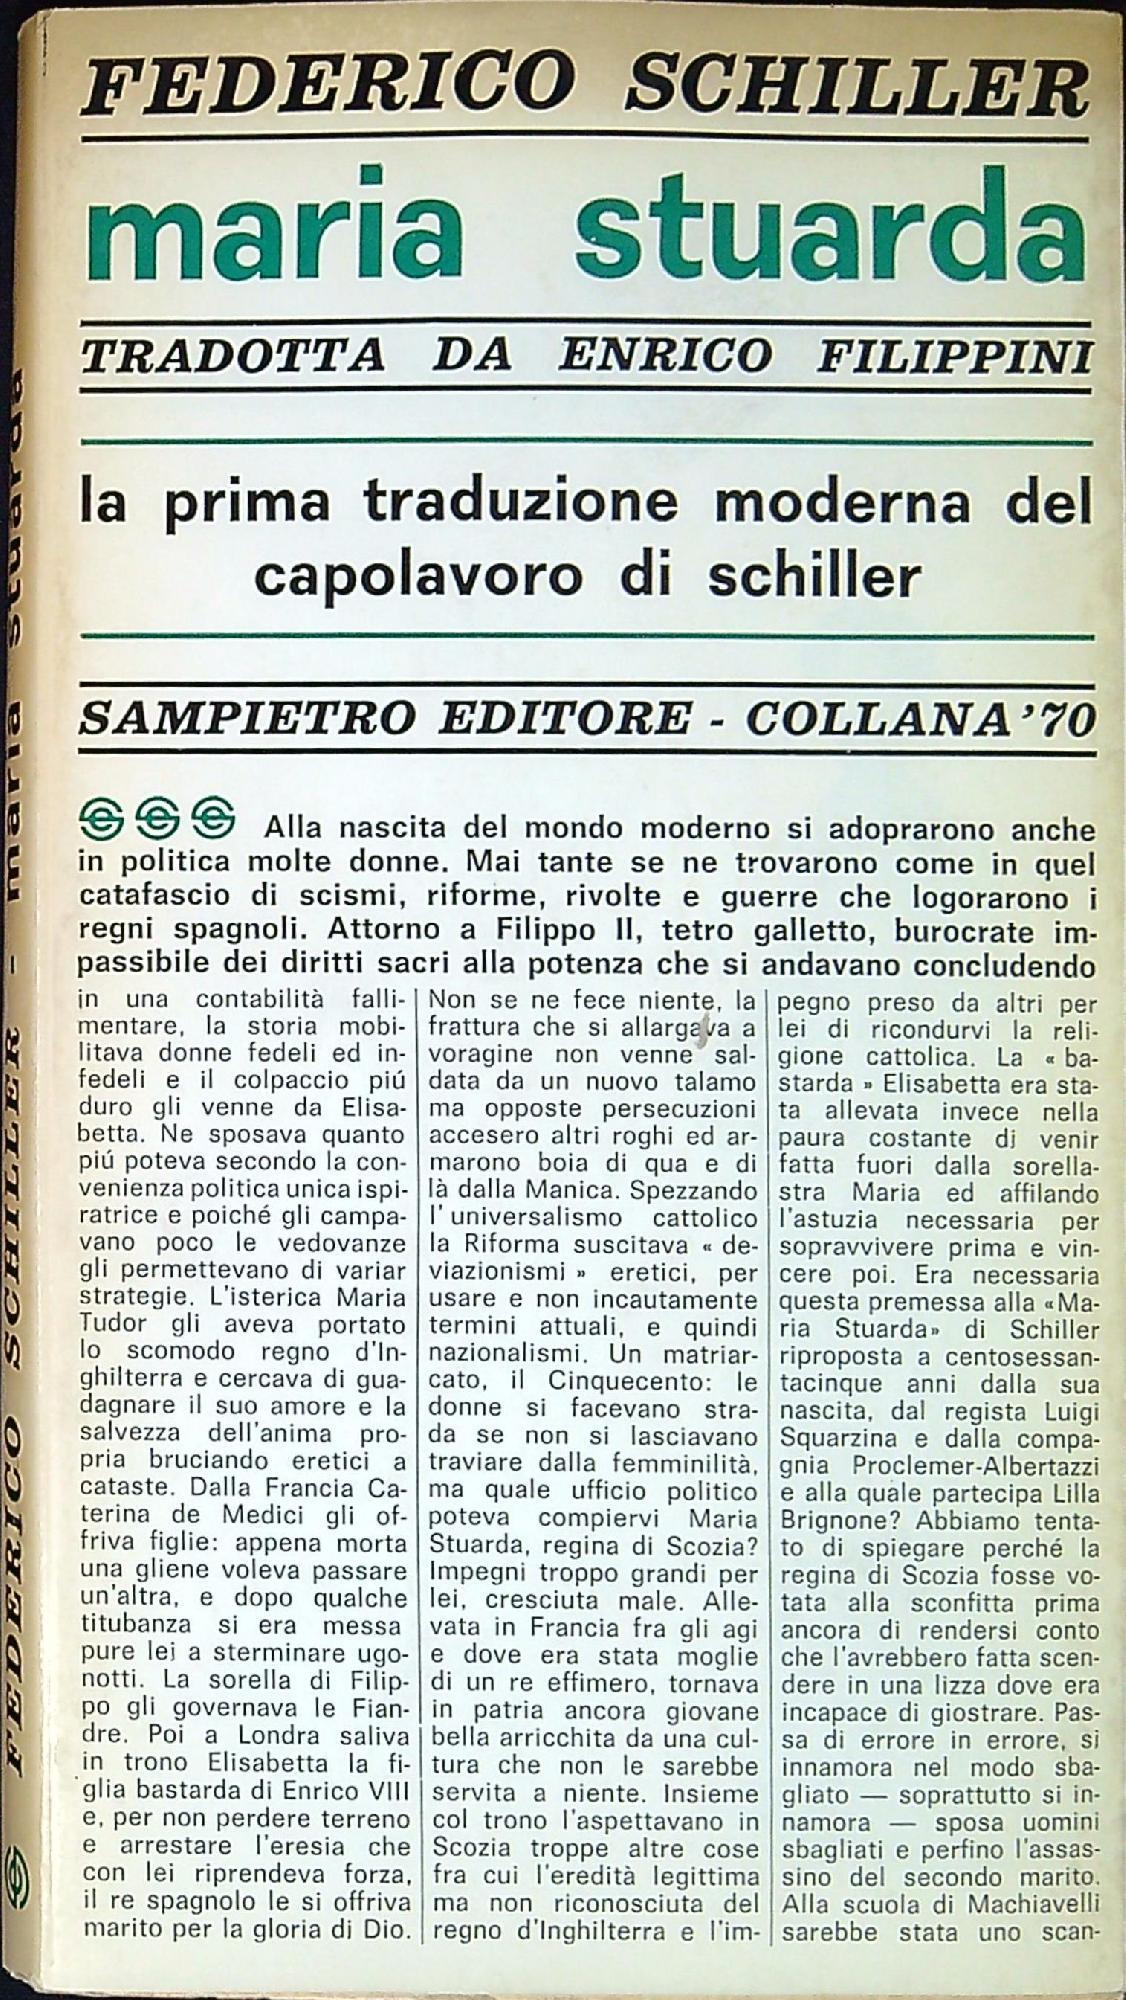 FEDERICO SCHILLER
maria stuarda
TRADOTTA DA ENRICO FILIPPINI
la prima traduzione moderna del
capolavoro di schiller
SAMPIETRO EDITORE - COLLANA '70
Alla nascita del mondo moderno si adoprarono anche
in politica molte donne. Mai tante se ne trovarono come in quel
catafascio di scismi, riforme, rivolte e guerre che logorarono i
regni spagnoli. Attorno a Filippo II, tetro galletto, burocrate im-
passibile dei diritti sacri alla potenza che si andavano concludendo
in una contabilità falli-
mentare, la storia mobi-
litava donne fedeli ed in-
fedeli e il colpaccio piú
duro gli venne da Elisa-
betta. Ne sposava quanto
piú poteva secondo la con-
venienza politica unica ispi-
ratrice e poiché gli campa-
vano poco le vedovanze
gli permettevano di variar
strategie. L'isterica Maria
Tudor gli aveva portato
lo scomodo regno d'In-
ghilterra e cercava di gua-
dagnare il suo amore e la
salvezza dell'anima pro-
pria bruciando eretici a
cataste. Dalla Francia Ca-
terina de Medici gli of-
friva figlie: appena morta
una gliene voleva passare
un'altra, e dopo qualche
titubanza si era messa
pure lei a sterminare ugo-
notti. La sorella di Filip-
po gli governava le Fian-
dre. Poi a Londra saliva
in trono Elisabetta la fi-
glia bastarda di Enrico VIII
e, per non perdere terreno
e arrestare l'eresia che
con lei riprendeva forza,
il re spagnolo le si offriva
marito per la gloria di Dio.
Non se ne fece niente, la
frattura che si allargava a
voragine non venne sal-
data da un nuovo talamo
ma opposte persecuzioni
accesero altri roghi ed ar-
marono boia di qua e di
là dalla Manica. Spezzando
l'universalismo cattolico
la Riforma suscitava « de-
viazionismi » eretici, per
usare e non incautamente
termini attuali, e quindi
nazionalismi. Un matriar-
cato, il Cinquecento: le
donne si facevano stra-
da se non si lasciavano
traviare dalla femminilità,
ma quale ufficio politico
poteva compiervi Maria
Stuarda, regina di Scozia?
Impegni troppo grandi per
lei, cresciuta male. Alle-
vata in Francia fra gli agi
e dove era stata moglie
di un re effimero, tornava
in patria ancora giovane
bella arricchita da una cul-
tura che non le sarebbe
servita a niente. Insieme
col trono l'aspettavano in
Scozia troppe altre cose
fra cui l'eredità legittima
ma non riconosciuta del
regno d'Inghilterra e l'im-
pegno preso da altri per
lei di ricondurvi la reli-
gione cattolica. La « ba-
starda » Elisabetta era sta-
ta allevata invece nella
paura costante di venir
fatta fuori dalla sorella-
stra Maria ed affilando
l'astuzia necessaria per
sopravvivere prima e vin-
cere poi. Era necessaria
questa premessa alla «Ma-
ria Stuarda» di Schiller
riproposta a centosessan-
tacinque anni dalla sua
nascita, dal regista Luigi
Squarzina e dalla compa-
gnia Proclemer-Albertazzi
e alla quale partecipa Lilla
Brignone? Abbiamo tenta-
to di spiegare perché la
regina di Scozia fosse vo-
tata alla sconfitta prima
ancora di rendersi conto
che l'avrebbero fatta scen-
dere in una lizza dove era
incapace di giostrare. Pas-
sa di errore in errore, si
innamora nel modo sba-
gliato — soprattutto si in-
namora — sposa uomini
sbagliati e perfino l'assas-
sino del secondo marito.
Alla scuola di Machiavelli
sarebbe stata uno scan-
FEDERICO SCHILLER - maria stuarda